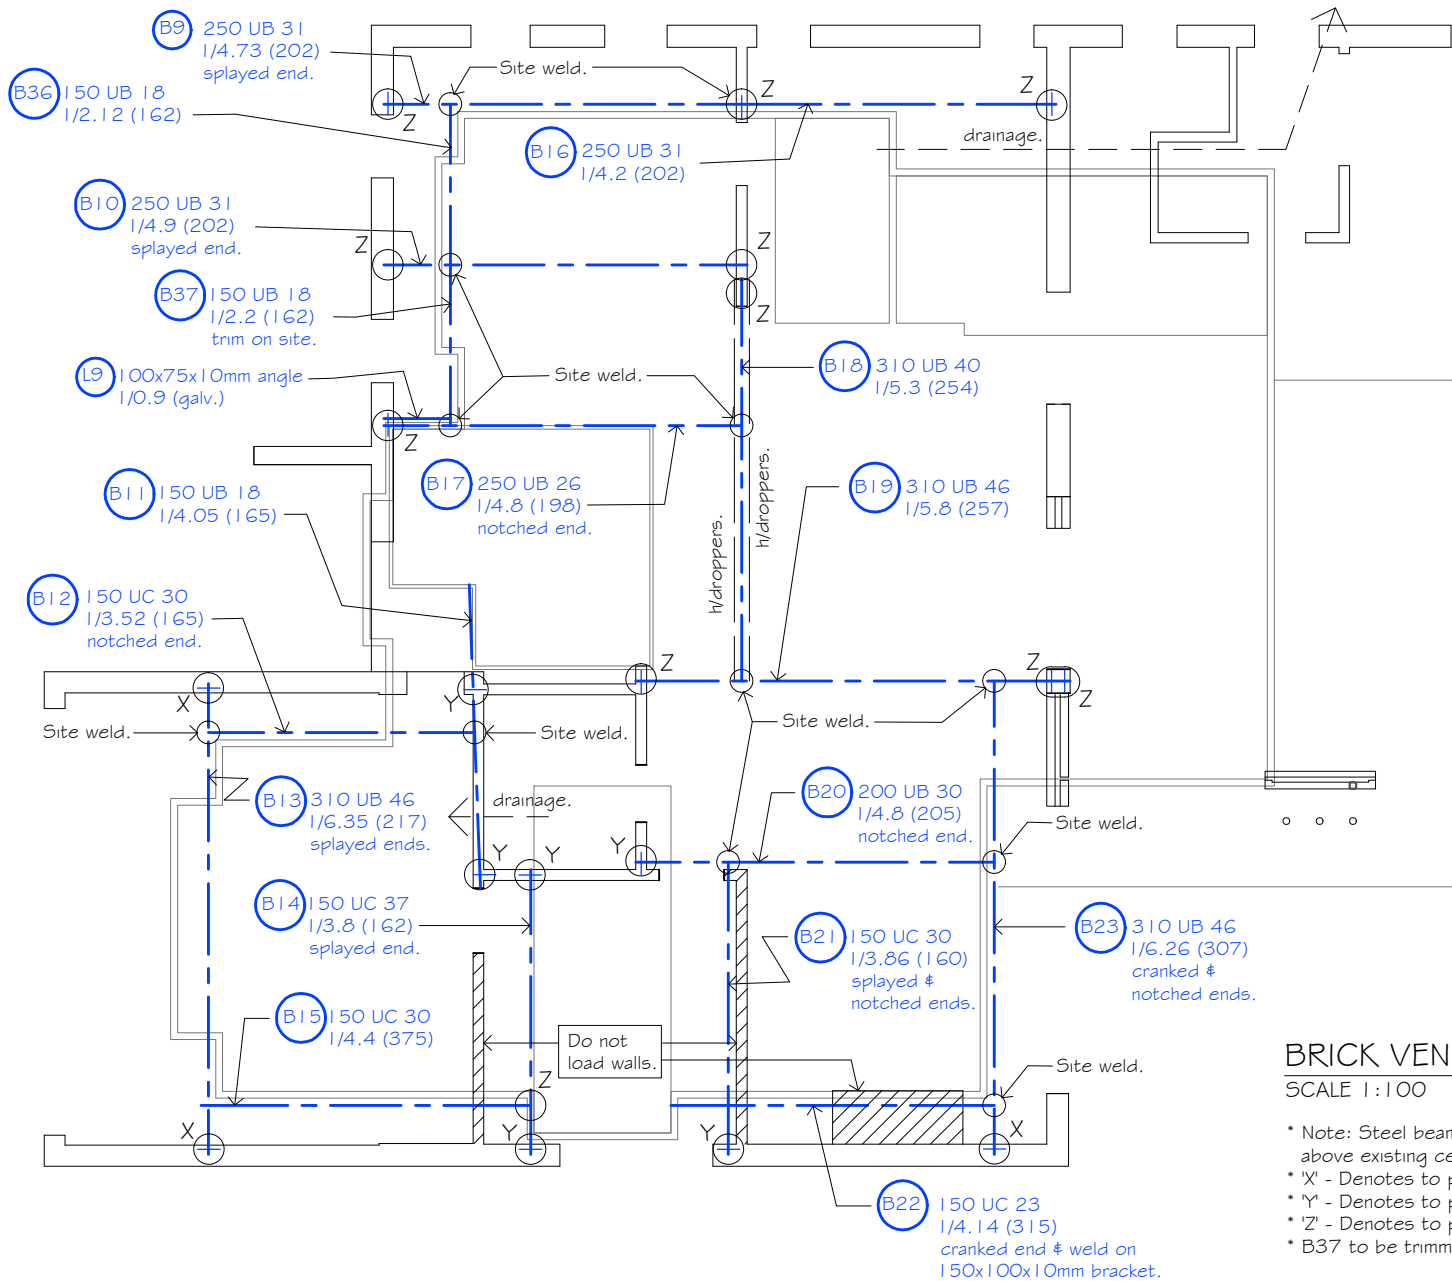 B9 250 UB 31
1/4.73 (202)
splayed end.
Site weld.
Z
Z
Z
B36 150 UB 18
1/2.12 (162)
drainage.
B16 250 UB 31
1/4.2 (202)
B10 250 UB 31
1/4.9 (202)
splayed end.
Z
Z
B37 150 UB 18
1/2.2 (162)
trim on site.
Z
L9 100x75x10mm angle
1/0.9 (galv.)
Site weld.
B18 310 UB 40
1/5.3 (254)
Z
B11 150 UB 18
1/4.05 (165)
B17 250 UB 26
1/4.8 (198)
notched end.
h/droppers.
h/droppers.
B19 310 UB 46
1/5.8 (257)
B12 150 UC 30
1/3.52 (165)
notched end.
Z
Z
Z
X
Y
Site weld.
Site weld.
Site weld.
B13 310 UB 46
1/6.35 (217)
splayed ends.
drainage.
B20 200 UB 30
1/4.8 (205)
notched end.
Site weld.
Y
Y
Y
B14 150 UC 37
1/3.8 (162)
splayed end.
B21 150 UC 30
1/3.86 (160)
splayed &
notched ends.
B23 310 UB 46
1/6.26 (307)
cranked &
notched ends.
B15 150 UC 30
1/4.4 (375)
Do not
load walls.
Site weld.
Z
X
Y
Y
X
B22 150 UC 23
1/4.14 (315)
cranked end & weld on
150x100x10mm bracket.
BRICK VEN
SCALE 1:100
* Note: Steel bear
above existing ce
* 'X' - Denotes to p
* 'Y' - Denotes to p
* 'Z' - Denotes to p
* B37 to be trimm